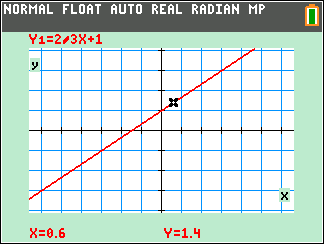 NORMAL FLOAT AUTO REAL RADIAN MP
Y1=2/3X+1
y
x
X=0.6 Y=1.4